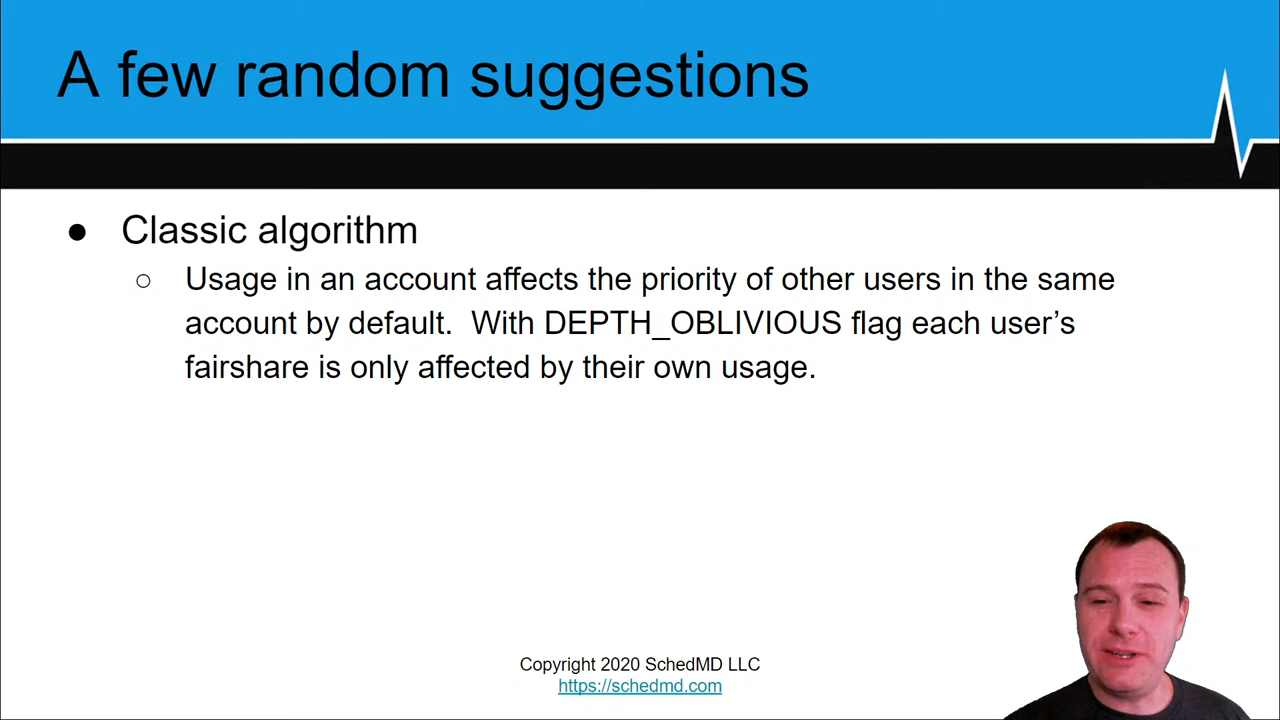 A few random suggestions
● Classic algorithm
○ Usage in an account affects the priority of other users in the same
account by default.  With DEPTH_OBLIVIOUS flag each user’s
fairshare is only affected by their own usage.
Copyright 2020 SchedMD LLC
https://schedmd.com